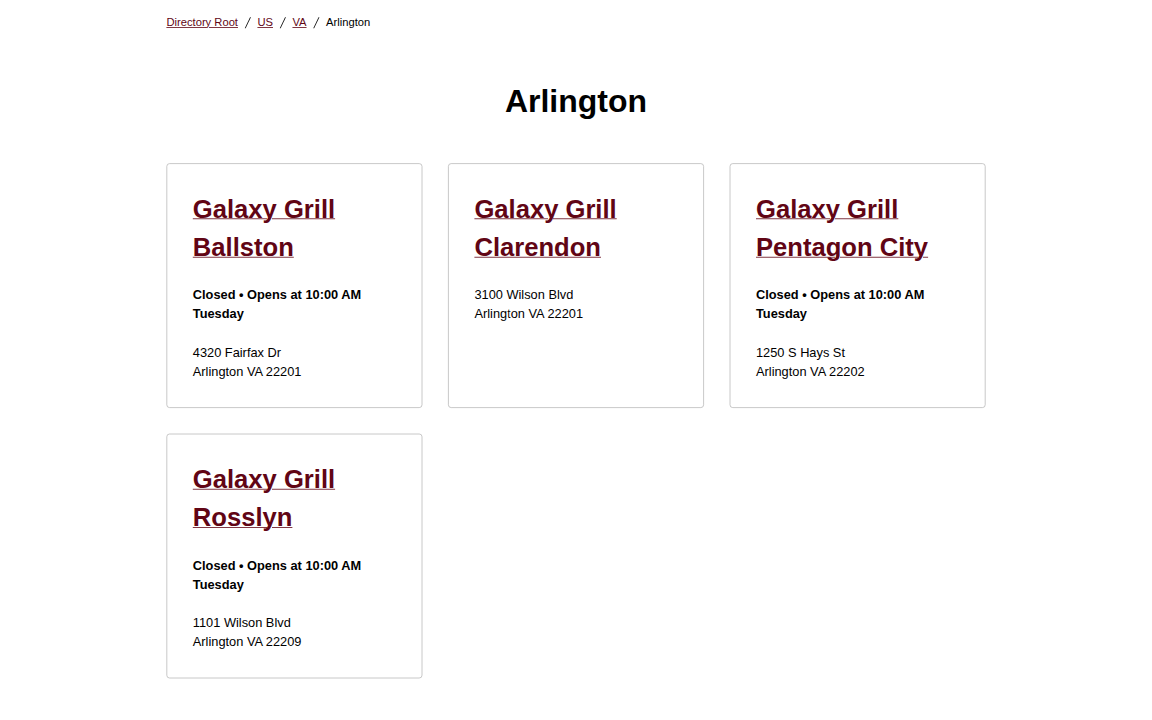 Directory Root / US / VA / Arlington
Arlington
Galaxy Grill
Ballston
Closed • Opens at 10:00 AM
Tuesday
4320 Fairfax Dr
Arlington VA 22201
Galaxy Grill
Clarendon
3100 Wilson Blvd
Arlington VA 22201
Galaxy Grill
Pentagon City
Closed • Opens at 10:00 AM
Tuesday
1250 S Hays St
Arlington VA 22202
Galaxy Grill
Rosslyn
Closed • Opens at 10:00 AM
Tuesday
1101 Wilson Blvd
Arlington VA 22209